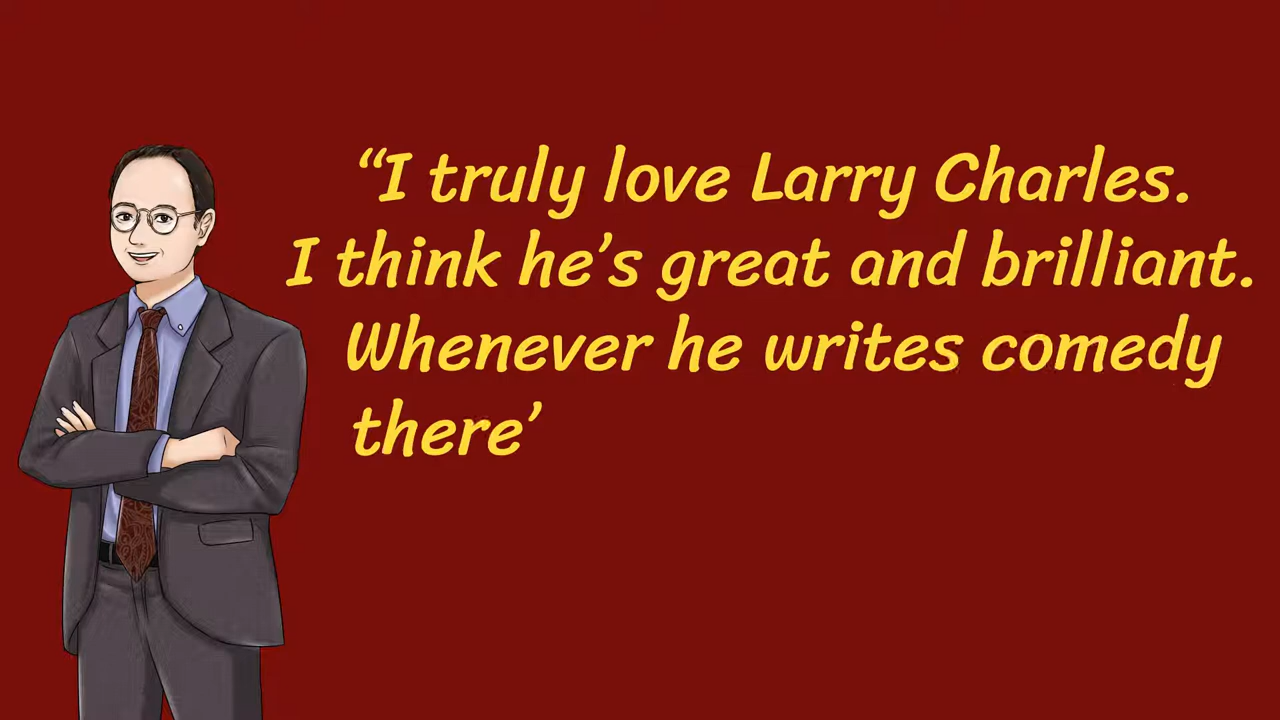 “I truly love Larry Charles.
I think he’s great and brilliant.
Whenever he writes comedy
there’